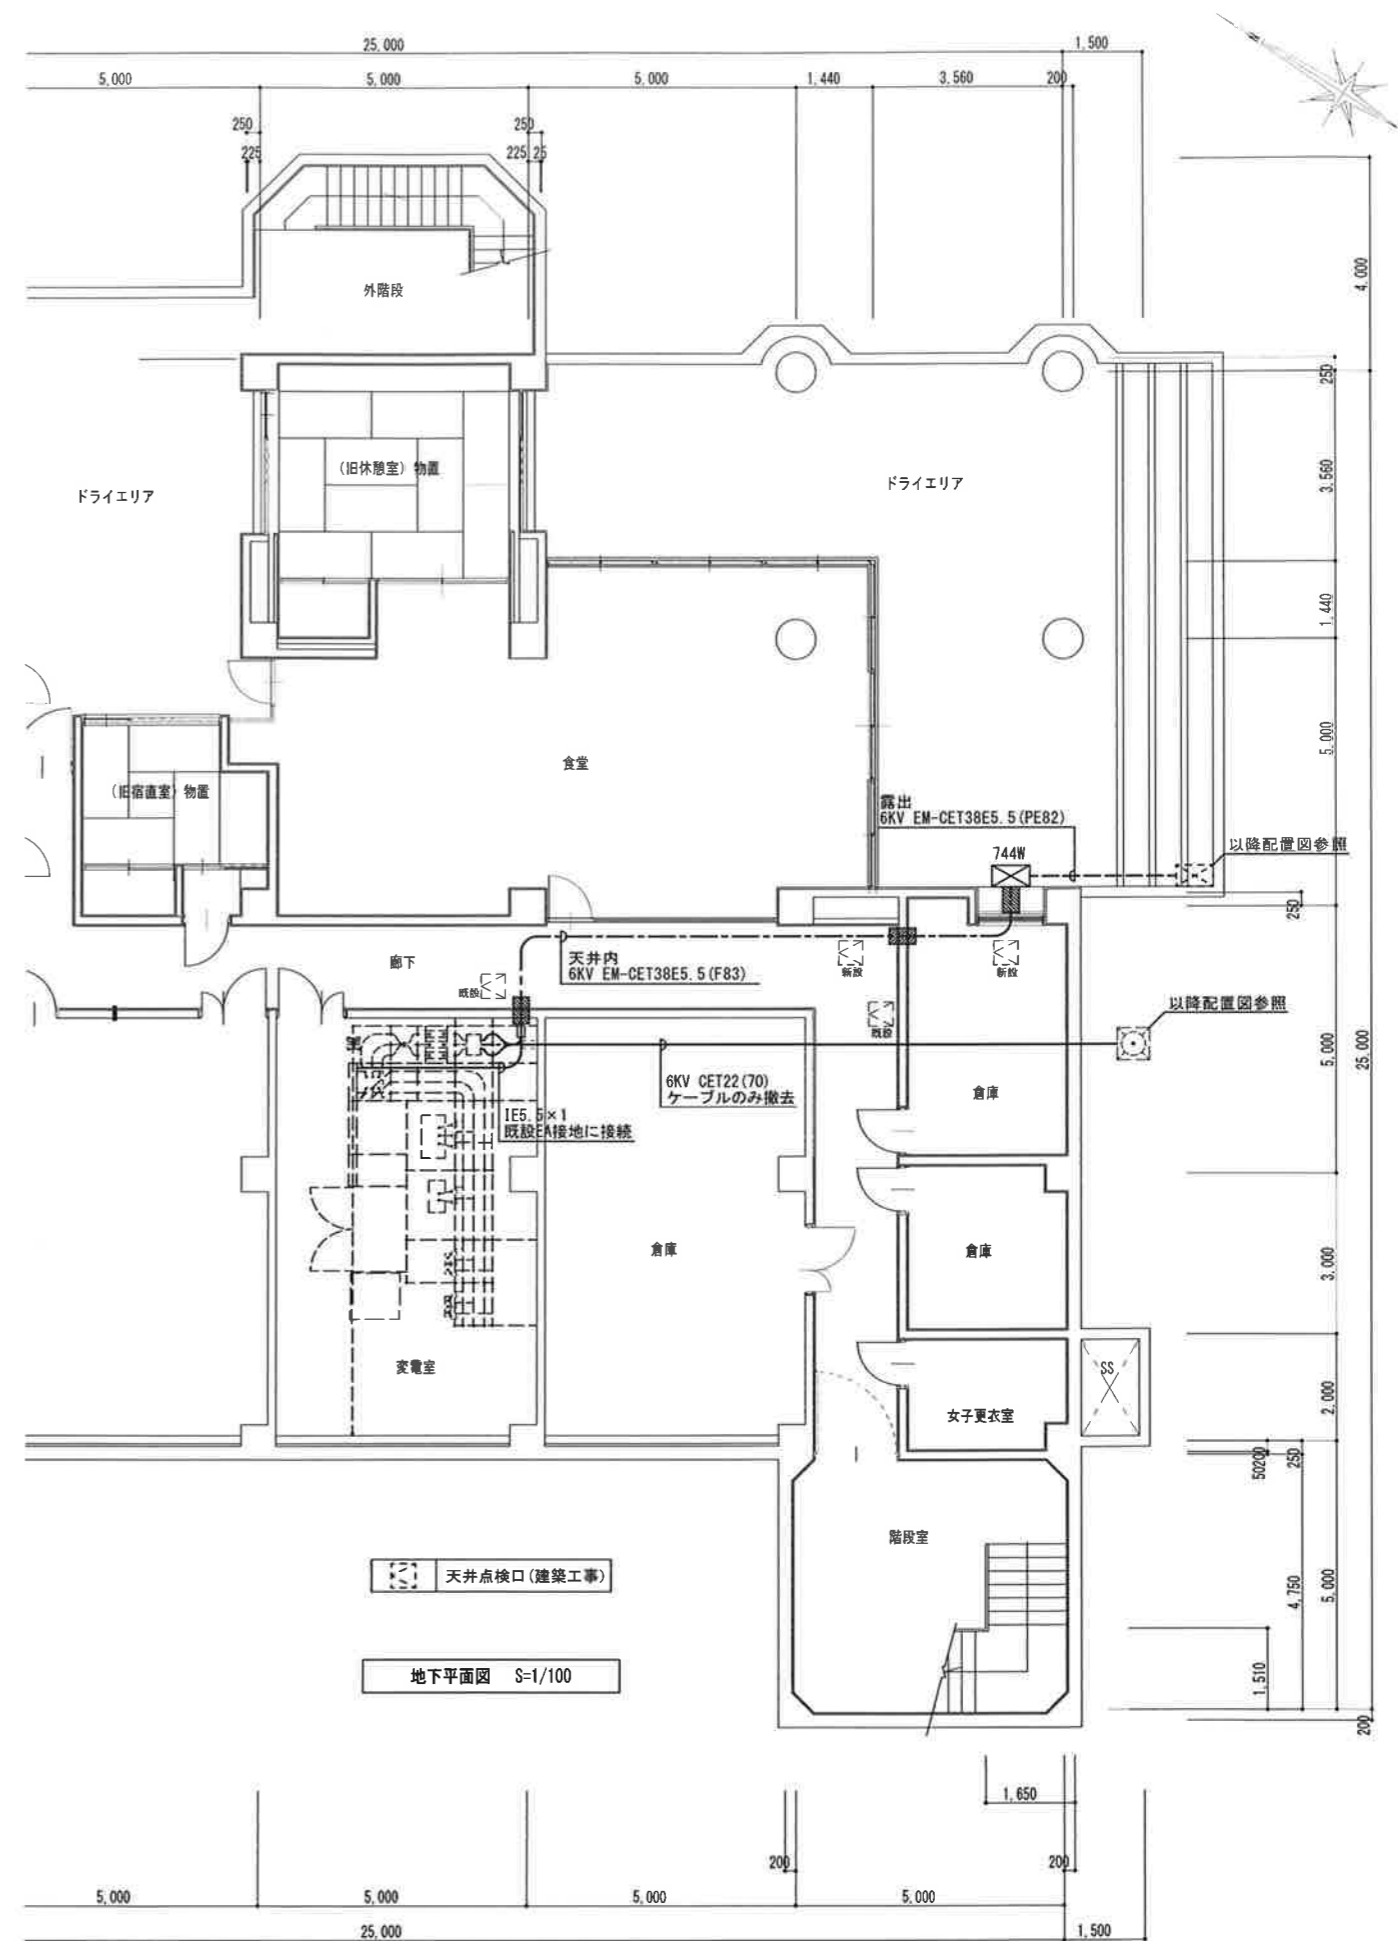 25,000
1,500
5,000
5,000
5,000
1,440
3,560
200
250
250
225
225
25
4,000
外階段
250
(旧休憩室) 物置
ドライエリア
ドライエリア
3,560
1,440
食堂
5,000
(旧宿直室) 物置
露出
6KV EM-CET38E5.5(PE82)
744W
以降配置図参照
250
廊下
天井内
6KV EM-CET38E5.5(F83)
新設
新設
既設
既設
以降配置図参照
5,000
25,000
6KV CET22(70)
ケーブルのみ撤去
倉庫
IE5.5×1
既設EA接地に接続
倉庫
倉庫
3,000
変電室
SS
女子更衣室
2,000
50
200
250
階段室
天井点検口(建築工事)
4,750
5,000
地下平面図 S=1/100
1,510
200
1,650
200
200
5,000
5,000
5,000
5,000
25,000
1,500